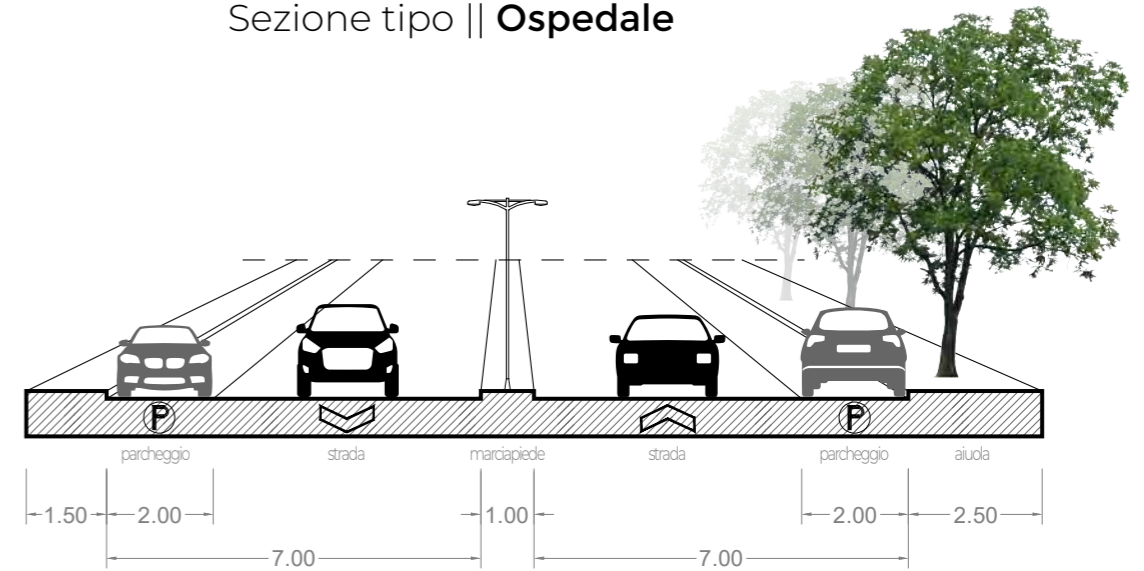 Sezione tipo || Ospedale
P P
parcheggio strada marciapiede strada parcheggio aiuola
1.50 2.00 1.00 2.00 2.50
7.00 7.00